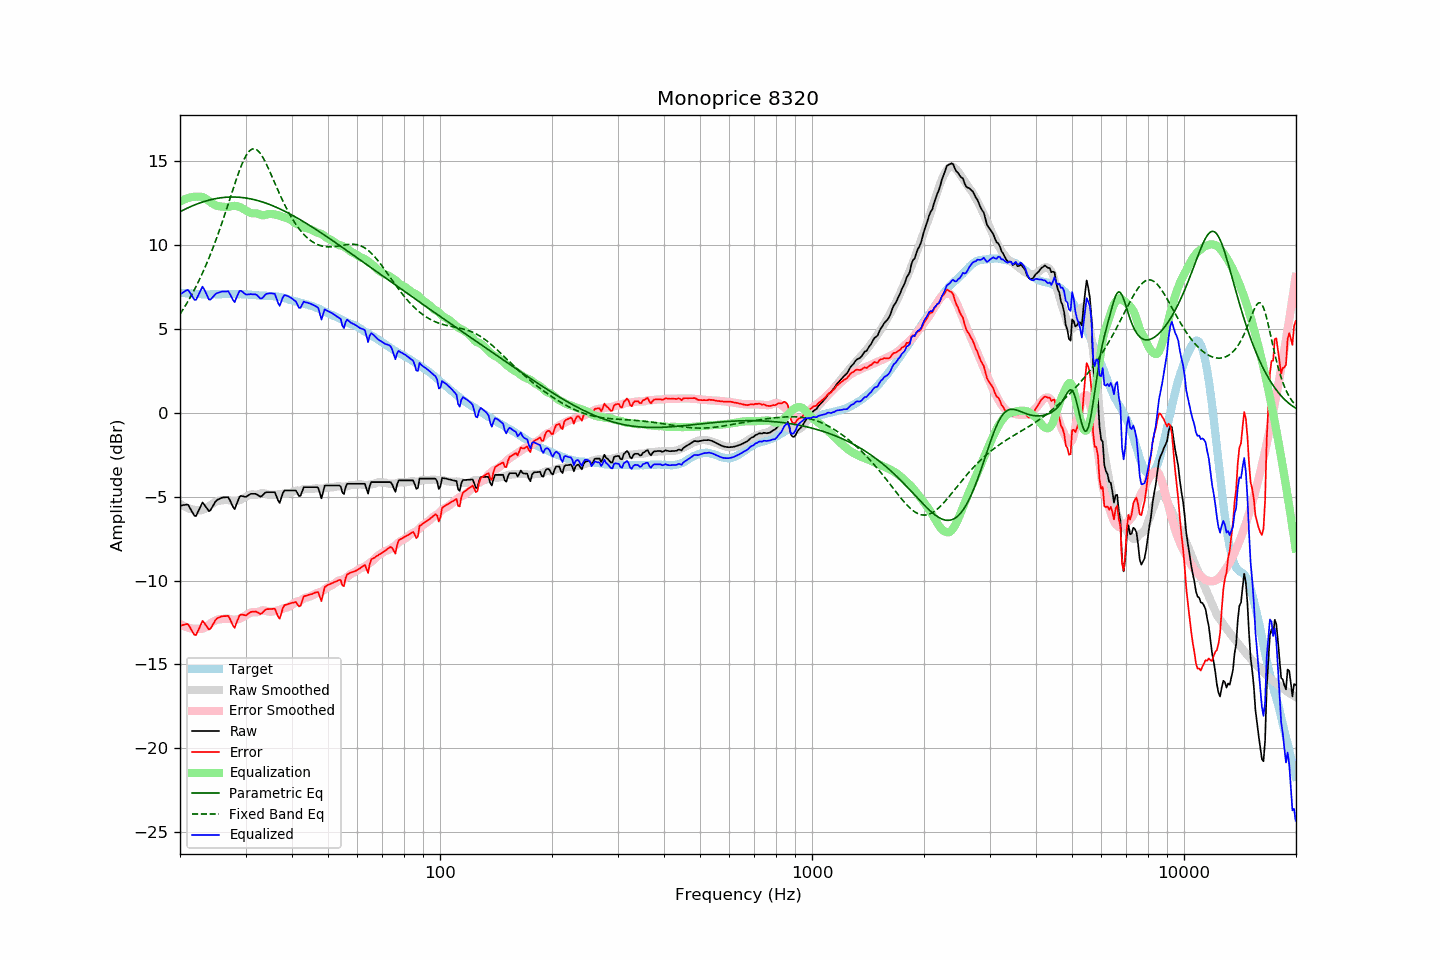 Monoprice 8320
Amplitude (dBr)
15
10
5
0
−5
−10
−15
−20
−25
Target
Raw Smoothed
Error Smoothed
Raw
Error
Equalization
Parametric Eq
Fixed Band Eq
Equalized
100 1000 10000
Frequency (Hz)